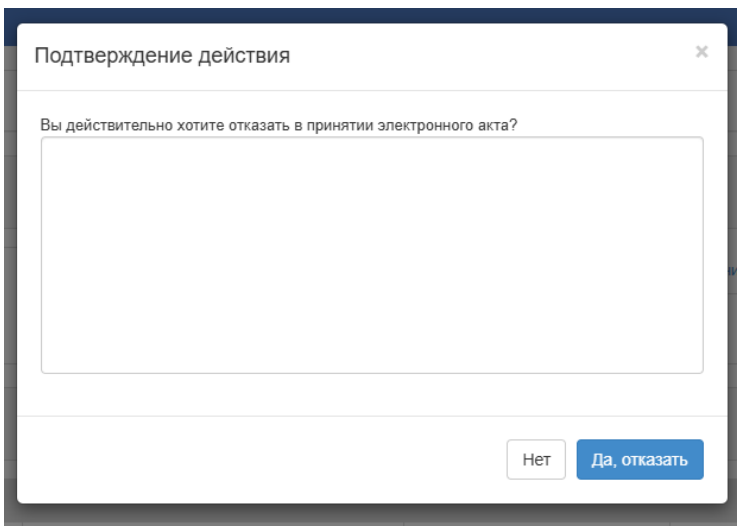 Подтверждение действия
×
Вы действительно хотите отказать в принятии электронного акта?
Нет
Да, отказать